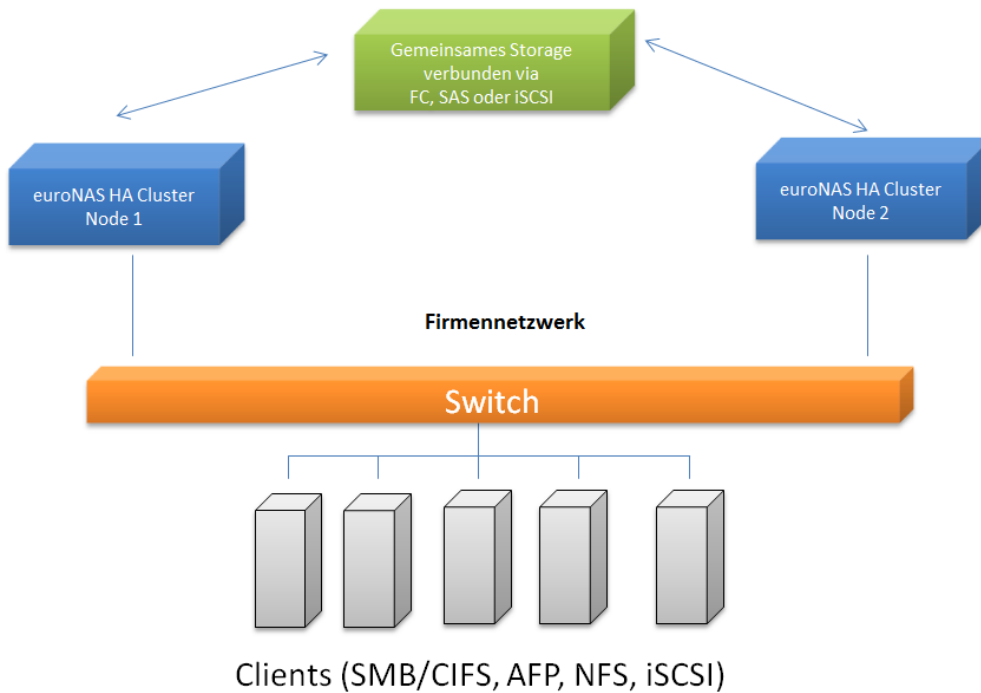 Gemeinsames Storage
verbunden via
FC, SAS oder iSCSI
euroNAS HA Cluster
Node 1
euroNAS HA Cluster
Node 2
Firmennetzwerk
Switch
Clients (SMB/CIFS, AFP, NFS, iSCSI)